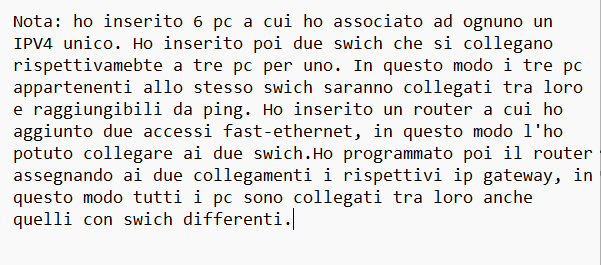 Nota: ho inserito 6 pc a cui ho associato ad ognuno un
IPV4 unico. Ho inserito poi due swich che si collegano
rispettivamebte a tre pc per uno. In questo modo i tre pc
appartenenti allo stesso swich saranno collegati tra loro
e raggiungibili da ping. Ho inserito un router a cui ho
aggiunto due accessi fast-ethernet, in questo modo l'ho
potuto collegare ai due swich.Ho programmato poi il router
assegnando ai due collegamenti i rispettivi ip gateway, in
questo modo tutti i pc sono collegati tra loro anche
quelli con swich differenti.